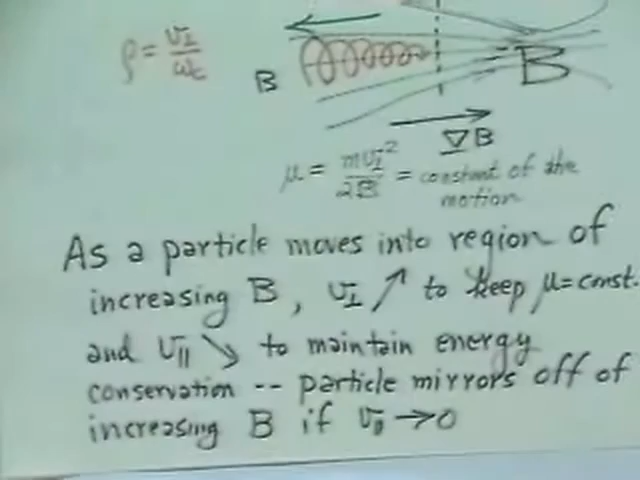 ρ = v⊥/ωc
B
B
∇B
μ = mv⊥²/2B = constant of the
motion
As a particle moves into region of
increasing B, v⊥ ↗ to keep μ=const.
and v∥ ↘ to maintain energy
conservation -- particle mirrors off of
increasing B if v∥ → 0